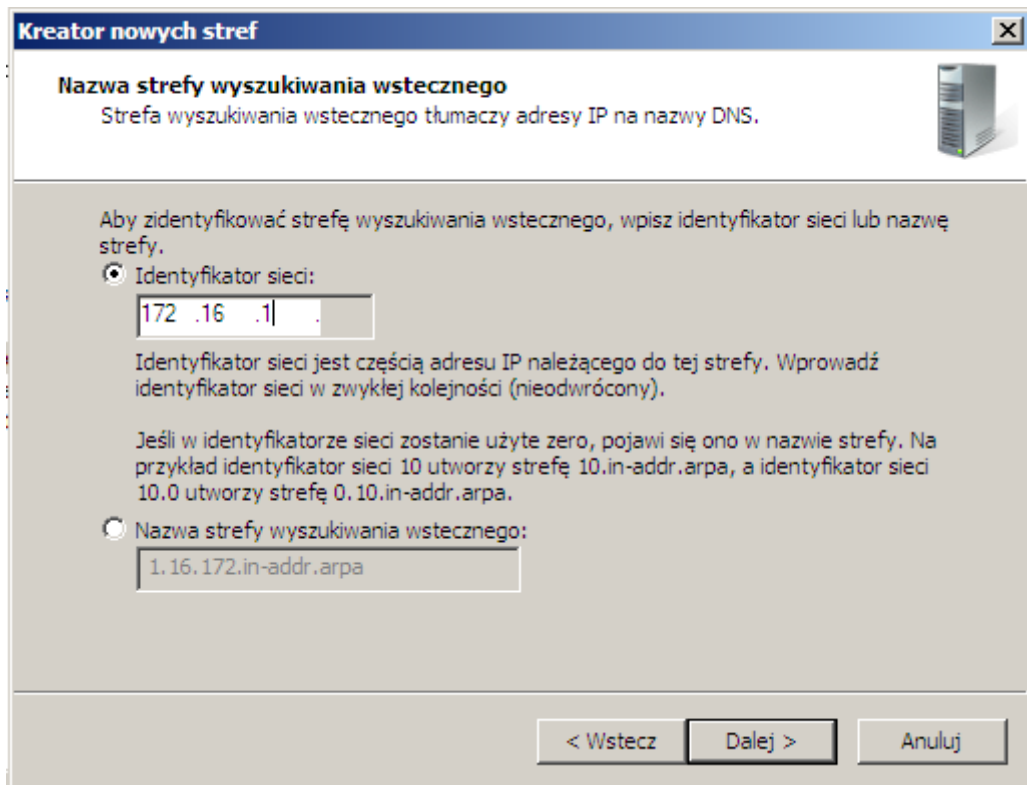 Kreator nowych stref
Nazwa strefy wyszukiwania wstecznego
Strefa wyszukiwania wstecznego tłumaczy adresy IP na nazwy DNS.
Aby zidentyfikować strefę wyszukiwania wstecznego, wpisz identyfikator sieci lub nazwę
strefy.
Identyfikator sieci:
172 .16 .1 .
Identyfikator sieci jest częścią adresu IP należącego do tej strefy. Wprowadź
identyfikator sieci w zwykłej kolejności (nieodwrócony).
Jeśli w identyfikatorze sieci zostanie użyte zero, pojawi się ono w nazwie strefy. Na
przykład identyfikator sieci 10 utworzy strefę 10.in-addr.arpa, a identyfikator sieci
10.0 utworzy strefę 0.10.in-addr.arpa.
Nazwa strefy wyszukiwania wstecznego:
1.16.172.in-addr.arpa
< Wstecz Dalej > Anuluj